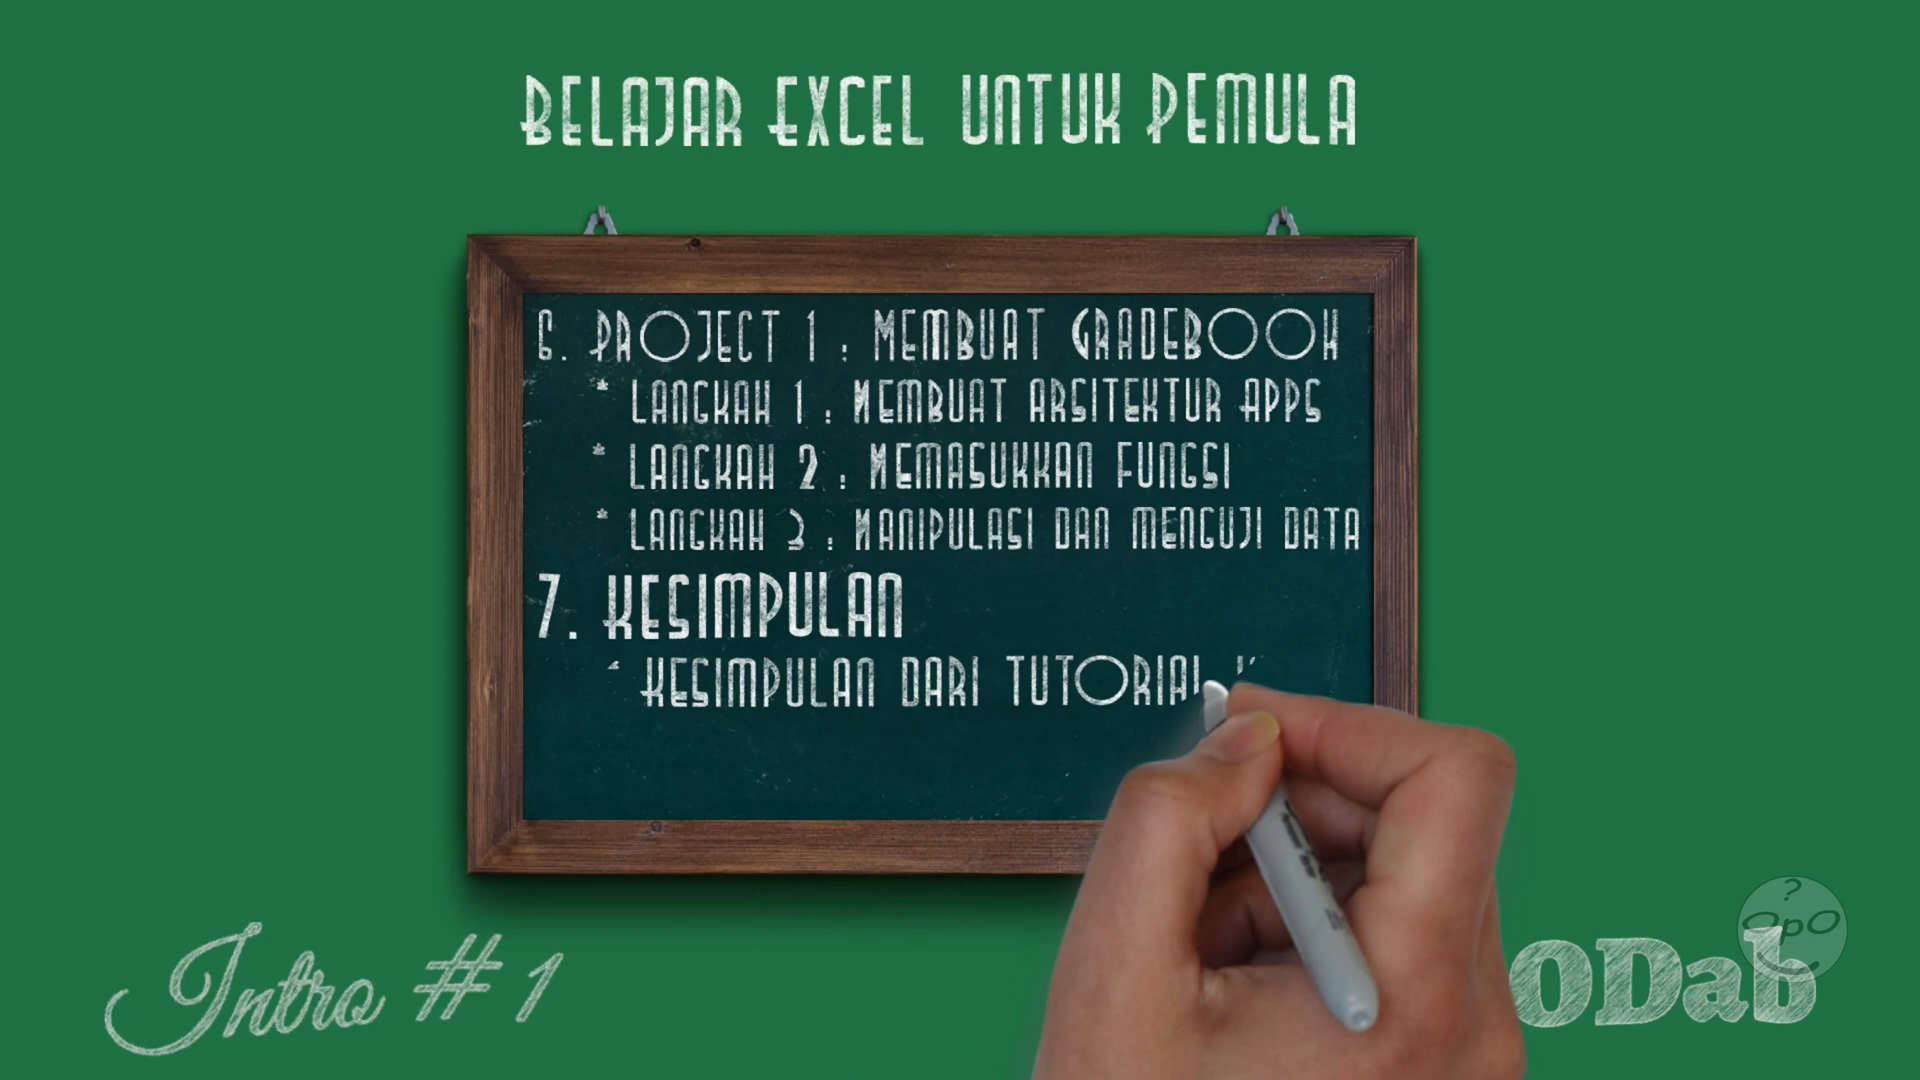 BELAJAR EXCEL UNTUK PEMULA
6. PROJECT 1 : MEMBUAT GRADEBOOK
* LANGKAH 1 : MEMBUAT ARSITEKTUR APPS
* LANGKAH 2 : MEMASUKKAN FUNGSI
* LANGKAH 3 : MANIPULASI DAN MENGUJI DATA
7. KESIMPULAN
* KESIMPULAN DARI TUTORIAL
Intro #1
? OpO
ODab